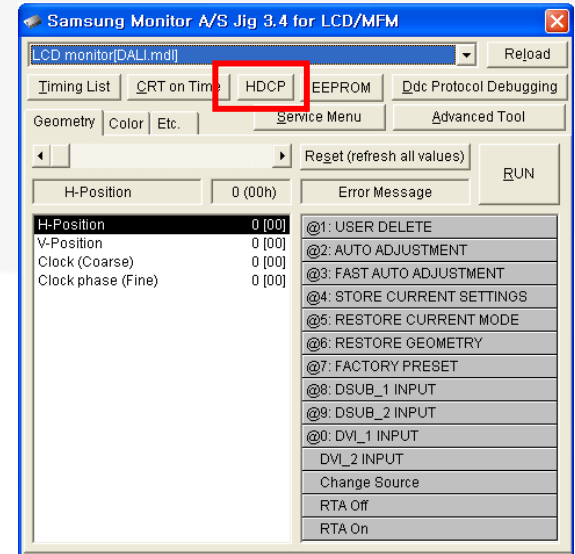 Samsung Monitor A/S Jig 3.4 for LCD/MFM
LCD monitor[DALI.mdl] Reload
Timing List CRT on Time HDCP EEPROM Ddc Protocol Debugging
Geometry Color Etc. Service Menu Advanced Tool
Reset (refresh all values) RUN
H-Position 0 (00h) Error Message
H-Position 0 [00]
V-Position 0 [00]
Clock (Coarse) 0 [00]
Clock phase (Fine) 0 [00]
@1: USER DELETE
@2: AUTO ADJUSTMENT
@3: FAST AUTO ADJUSTMENT
@4: STORE CURRENT SETTINGS
@5: RESTORE CURRENT MODE
@6: RESTORE GEOMETRY
@7: FACTORY PRESET
@8: DSUB_1 INPUT
@9: DSUB_2 INPUT
@0: DVI_1 INPUT
DVI_2 INPUT
Change Source
RTA Off
RTA On